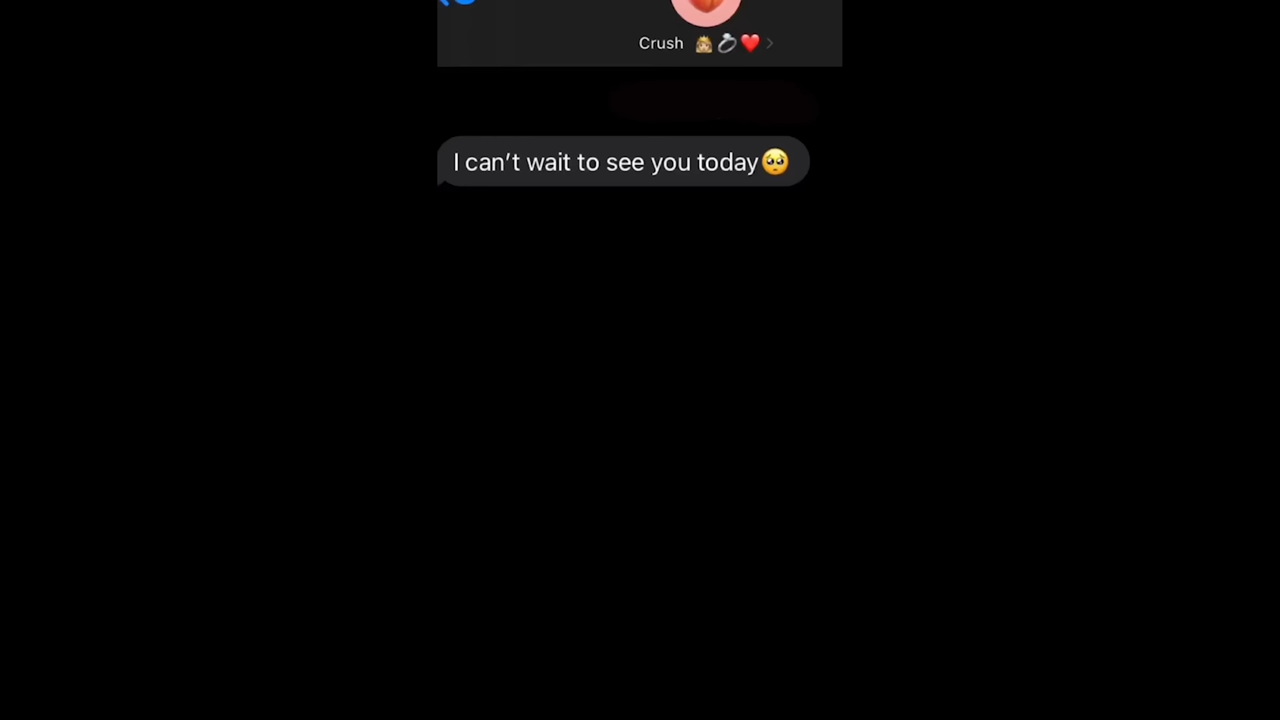 Crush 👸🏼💍❤️
I can’t wait to see you today🥺